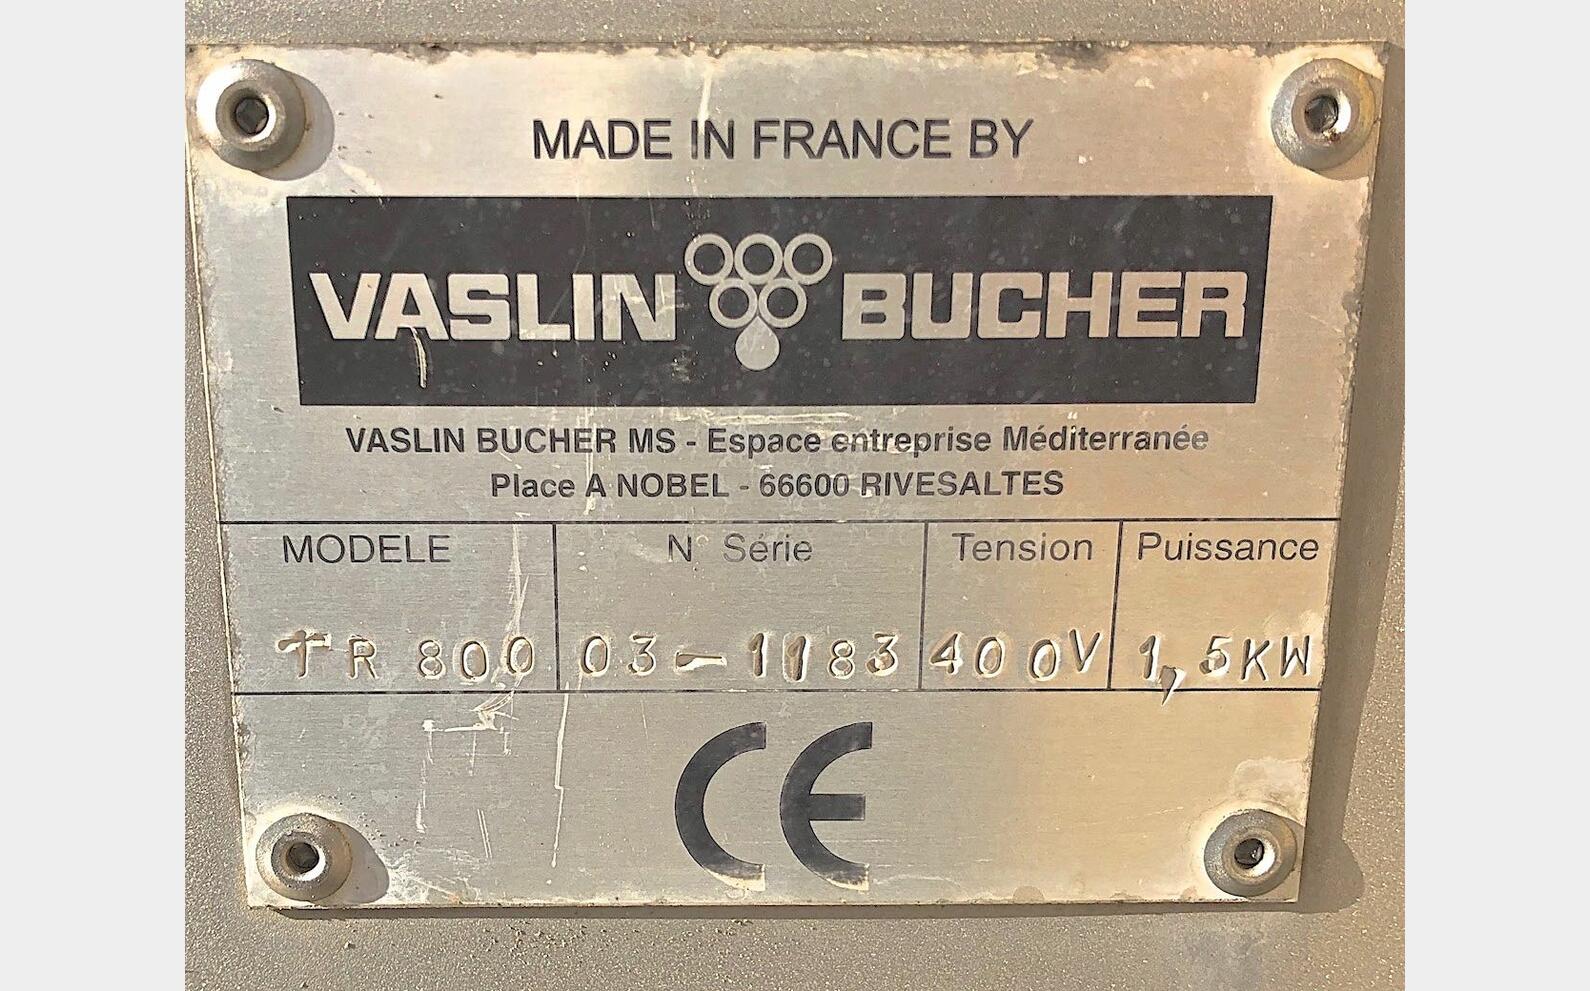 MADE IN FRANCE BY
VASLIN BUCHER
VASLIN BUCHER MS - Espace entreprise Méditerranée
Place A NOBEL - 66600 RIVESALTES
MODELE N° Série Tension Puissance
TR 800 03-1183 400V 1,5KW
CE